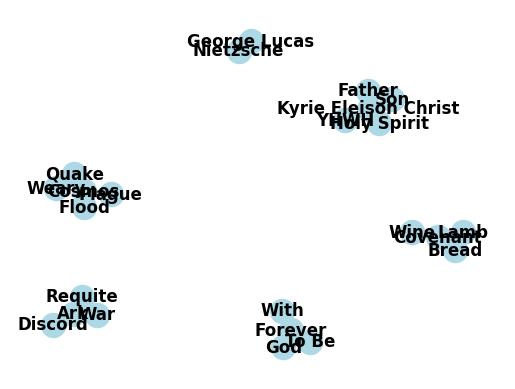 George Lucas
Nietzsche
Father
Son
Kyrie Eleison Christ
YHWH
Holy Spirit
Quake
Weary
Cosmos
Plague
Flood
Wine
Lamb
Covenant
Bread
Requite
Ark
War
Discord
With
Forever
To Be
God